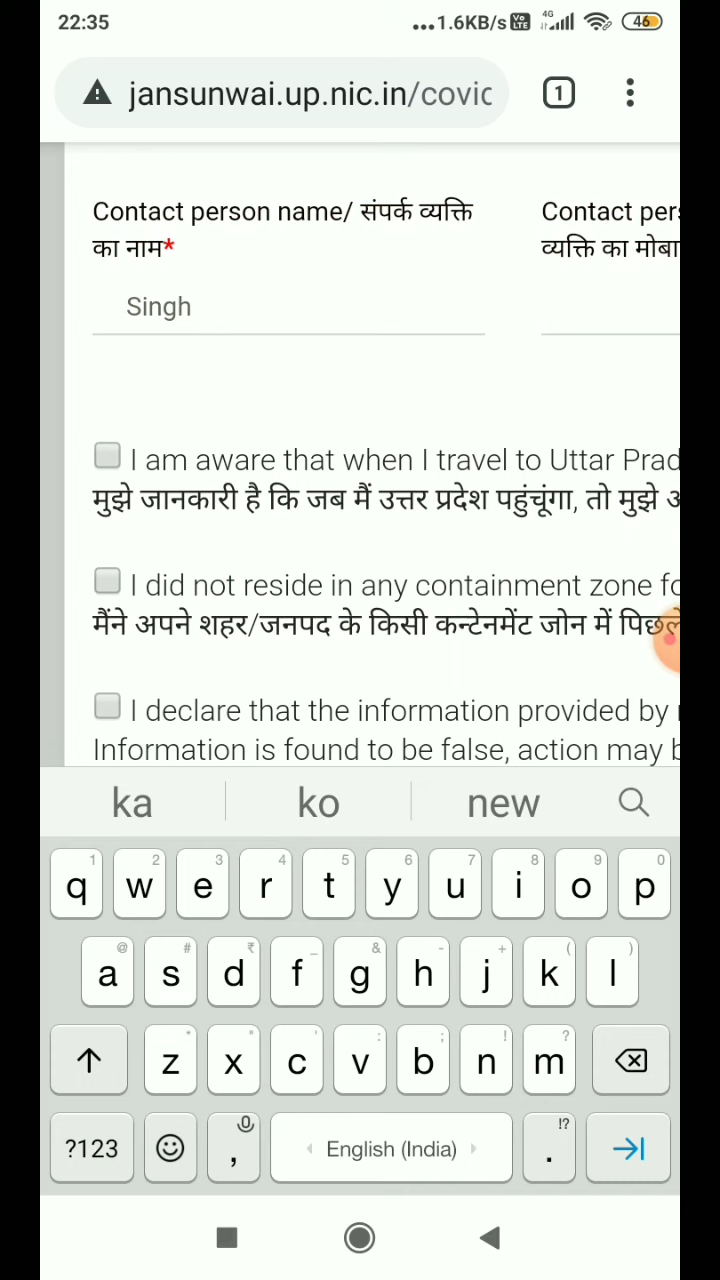 22:35
...1.6KB/s Vo LTE 4G 46
jansunwai.up.nic.in/covic
1
Contact person name/ संपर्क व्यक्ति
का नाम*
Contact pers
व्यक्ति का मोबा
Singh
I am aware that when I travel to Uttar Prad
मुझे जानकारी है कि जब मैं उत्तर प्रदेश पहुंचूंगा, तो मुझे अ
I did not reside in any containment zone fo
मैंने अपने शहर/जनपद के किसी कन्टेनमेंट जोन में पिछले
I declare that the information provided by
Information is found to be false, action may b
ka ko new
1 2 3 4 5 6 7 8 9 0
q w e r t y u i o p
@ # ₹ _ & - + ( )
a s d f g h j k l
* " ' : ; ! ?
z x c v b n m
?123 , English (India) . !?